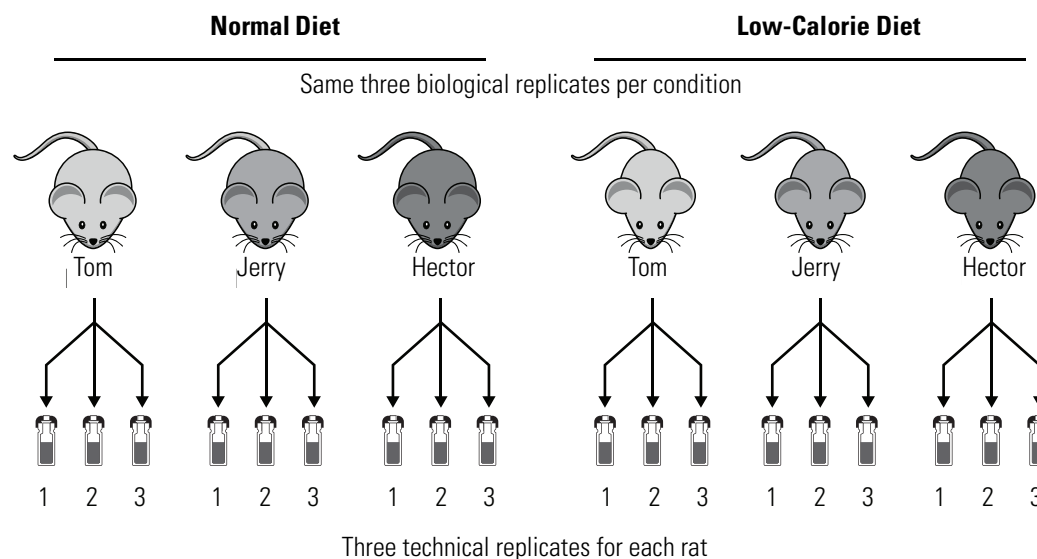 Normal Diet Low-Calorie Diet
Same three biological replicates per condition
Tom Jerry Hector Tom Jerry Hector
1 2 3 1 2 3 1 2 3 1 2 3 1 2 3 1 2 3
Three technical replicates for each rat